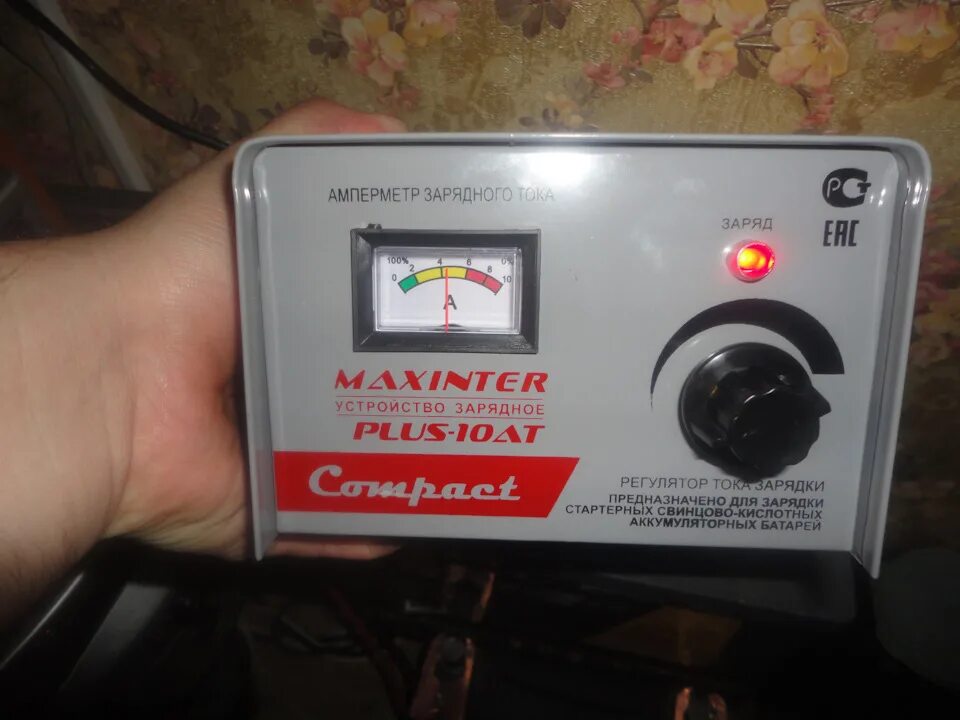 АМПЕРМЕТР ЗАРЯДНОГО ТОКА
РСТ
ЗАРЯД
ЕАС
100% 0%
0 2 4 6 8 10
A
MAXINTER
УСТРОЙСТВО ЗАРЯДНОЕ
PLUS-10AT
Compact
РЕГУЛЯТОР ТОКА ЗАРЯДКИ
ПРЕДНАЗНАЧЕНО ДЛЯ ЗАРЯДКИ
СТАРТЕРНЫХ СВИНЦОВО-КИСЛОТНЫХ
АККУМУЛЯТОРНЫХ БАТАРЕЙ